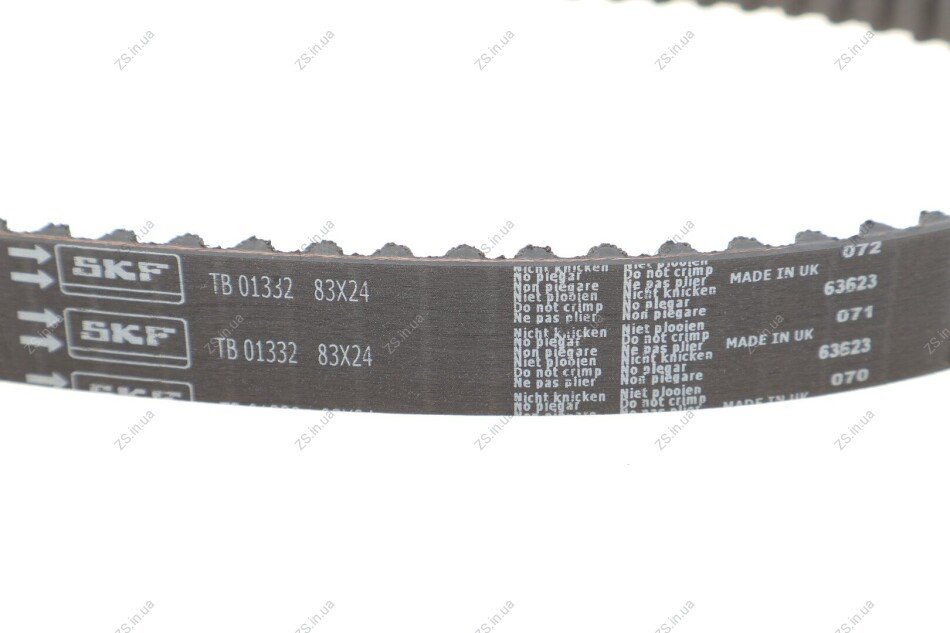 SKF TB 01332 83X24
Nicht knicken
No plegar
Non piegare
Niet plooien
Do not crimp
Ne pas plier
Niet plooien
Do not crimp
Ne pas plier
Nicht knicken
No plegar
Non piegare
MADE IN UK
072
63623
SKF TB 01332 83X24
Nicht knicken
No plegar
Non piegare
Niet plooien
Do not crimp
Ne pas plier
Niet plooien
Do not crimp
Ne pas plier
Nicht knicken
No plegar
Non piegare
MADE IN UK
071
63623
SKF
Nicht knicken
No plegar
Niet plooien
Do not crimp
MADE IN UK
070
ZS.in.ua